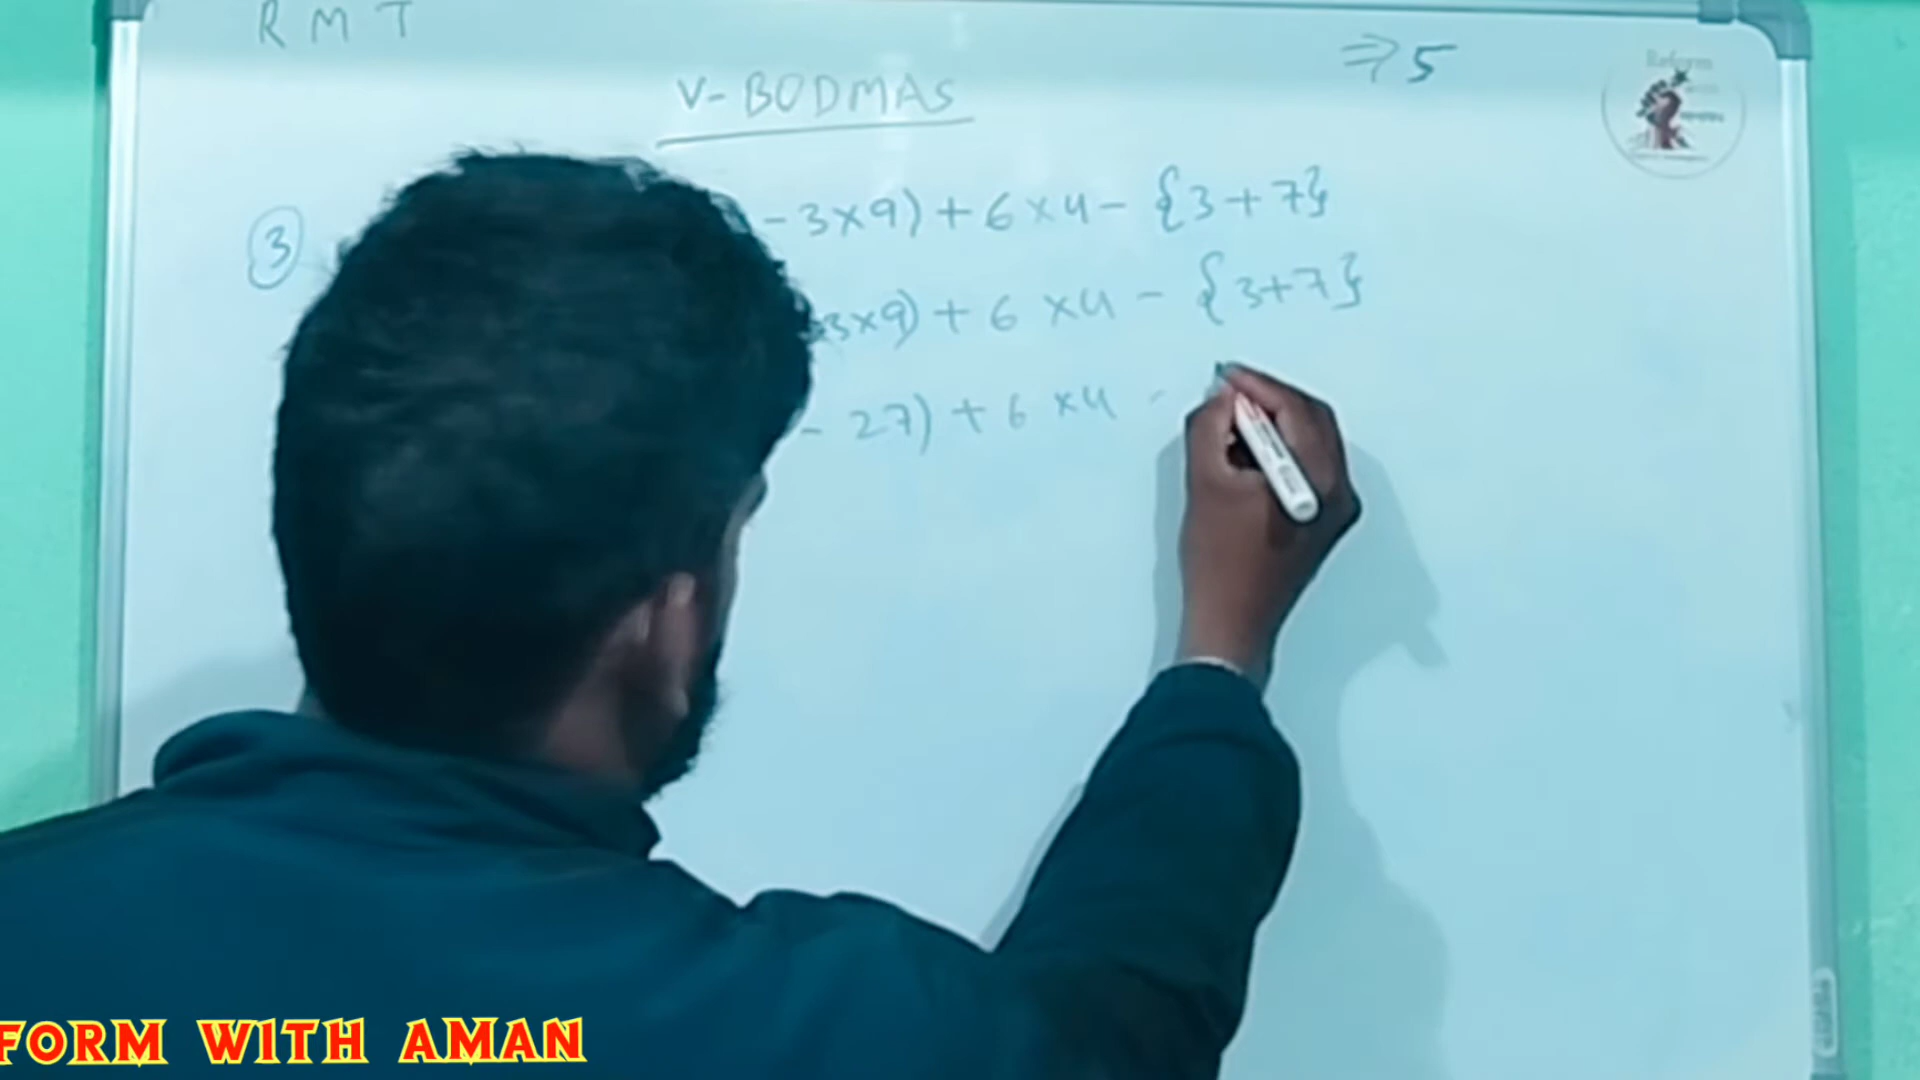 R M T
⇒ 5
V-BODMAS
Reform
③ - 3×9) + 6 × 4 - {3 + 7}
3×9) + 6 × 4 - {3+7}
- 27) + 6 × 4 -
FORM WITH AMAN